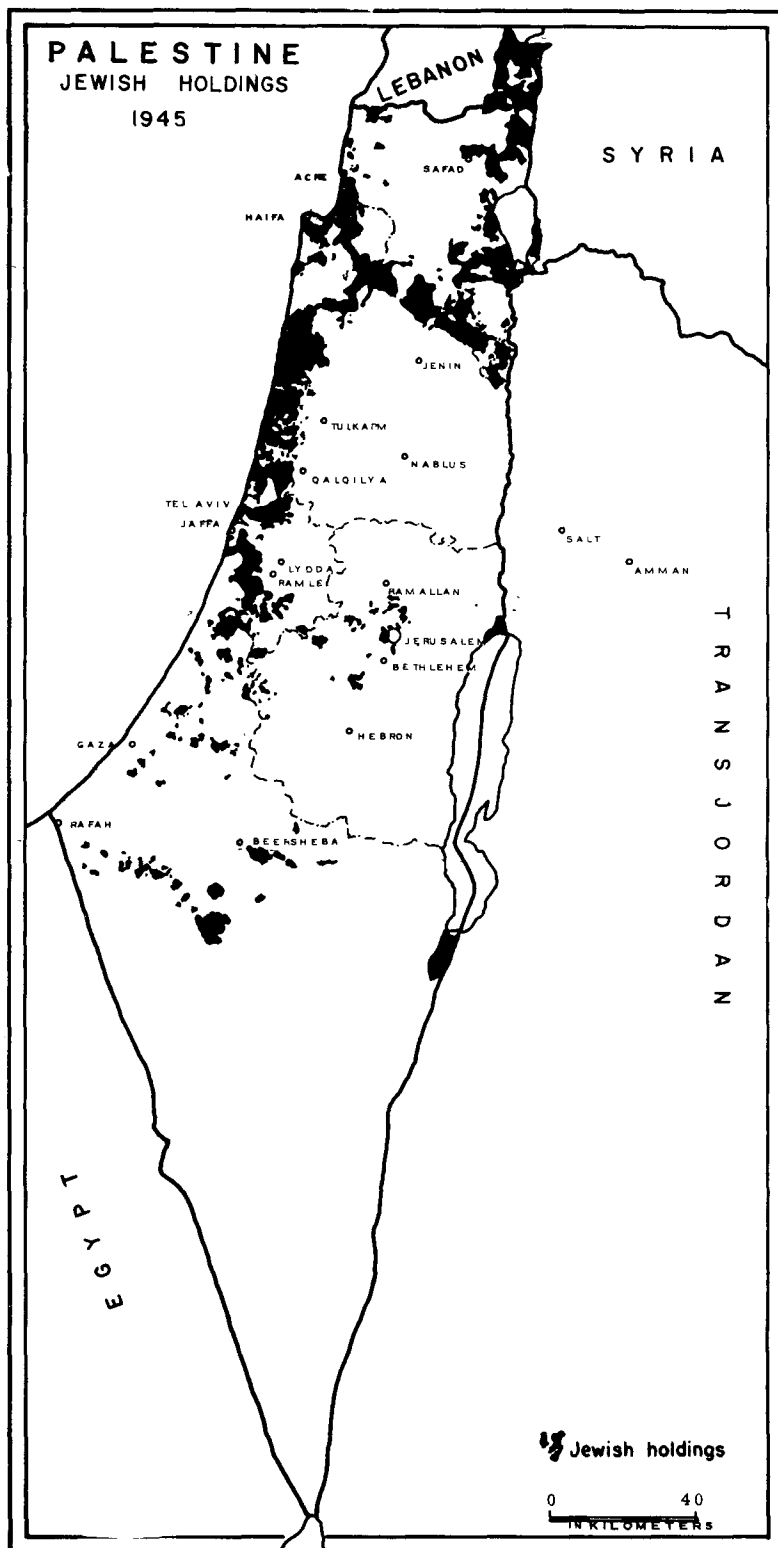 PALESTINE
JEWISH HOLDINGS
1945
LEBANON
SYRIA
SAFAD
ACRE
HAIFA
JENIN
TULKARM
NABLUS
QALQILYA
TEL AVIV
JAFFA
SALT
LYDDA
AMMAN
RAMLE
RAMALLAN
JERUSALEM
BETHLEHEM
TRANSJORDAN
HEBRON
GAZA
RAFAH
BEERSHEBA
EGYPT
Jewish holdings
0 40
IN KILOMETERS